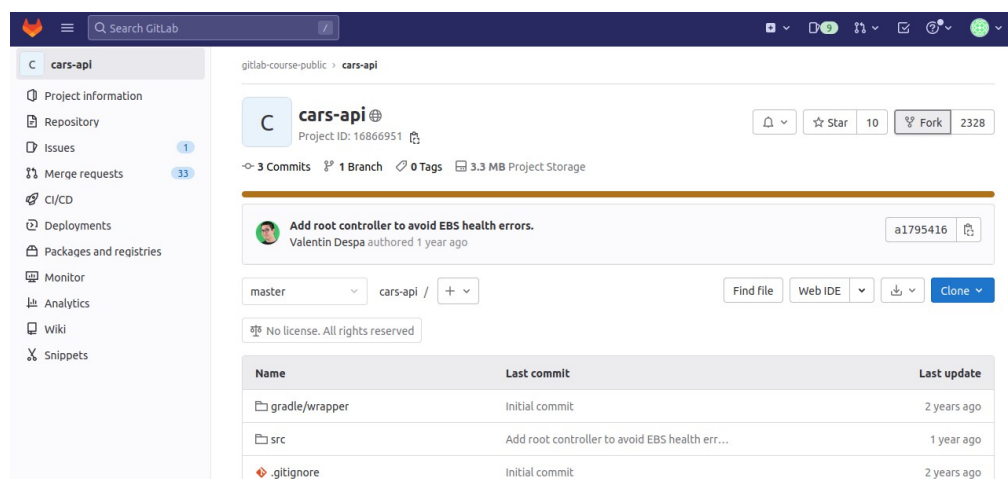 Search GitLab /
9
C cars-api
Project information
Repository
Issues 1
Merge requests 33
CI/CD
Deployments
Packages and registries
Monitor
Analytics
Wiki
Snippets
gitlab-course-public › cars-api
C
cars-api
Project ID: 16866951
Star 10 Fork 2328
3 Commits 1 Branch 0 Tags 3.3 MB Project Storage
Add root controller to avoid EBS health errors.
Valentin Despa authored 1 year ago
a1795416
master cars-api / + Find file Web IDE Clone
No license. All rights reserved
Name Last commit Last update
gradle/wrapper Initial commit 2 years ago
src Add root controller to avoid EBS health err... 1 year ago
.gitignore Initial commit 2 years ago